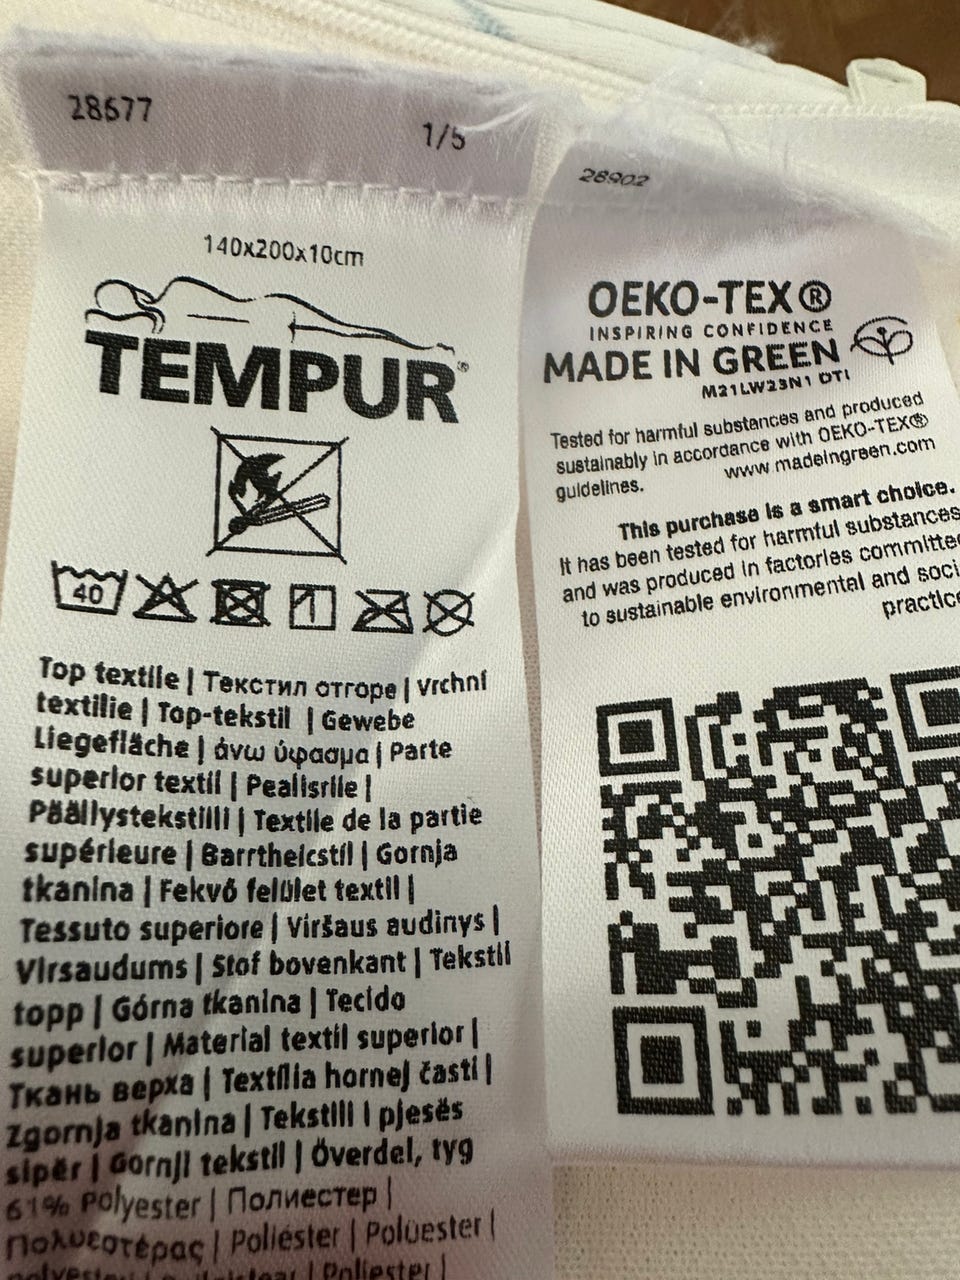 28677
1/5
140x200x10cm
TEMPUR®
40
1
Top textile | Текстил отгоре | Vrchní
textilie | Top-tekstil | Gewebe
Liegefläche | άνω ύφασμα | Parte
superior textil | Pealisriie |
Päällystekstiili | Textile de la partie
supérieure | Barrtheicstíl | Gornja
tkanina | Fekvő felület textil |
Tessuto superiore | Viršaus audinys |
Virsaudums | Stof bovenkant | Tekstil
topp | Górna tkanina | Tecido
superior | Material textil superior |
Ткань верха | Textília hornej časti |
Zgornja tkanina | Tekstili i pjesës
sipër | Gornji tekstil | Överdel, tyg
61% Polyester | Полиестер |
Πολυεστέρας | Poliéster | Polüester |
Poliester |
28902
OEKO-TEX®
INSPIRING CONFIDENCE
MADE IN GREEN
M21LW23N1 DTI
Tested for harmful substances and produced
sustainably in accordance with OEKO-TEX®
guidelines. www.madeingreen.com
This purchase is a smart choice.
It has been tested for harmful substances
and was produced in factories committed
to sustainable environmental and soci
practice